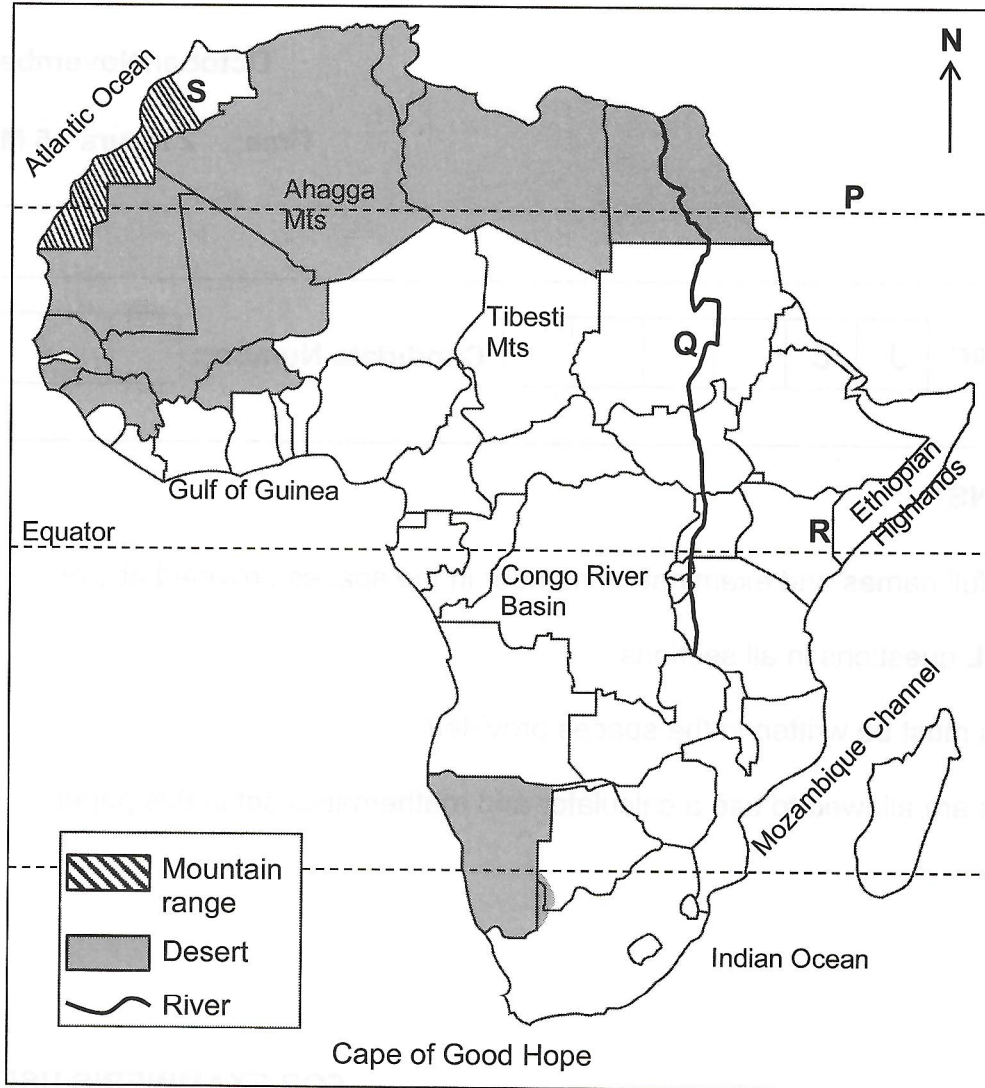 N
S
Atlantic Ocean
Ahagga
Mts
P
Tibesti
Mts
Q
Gulf of Guinea
Ethiopian
Highlands
Equator
R
Congo River
Basin
Mozambique Channel
Mountain
range
Desert
River
Indian Ocean
Cape of Good Hope